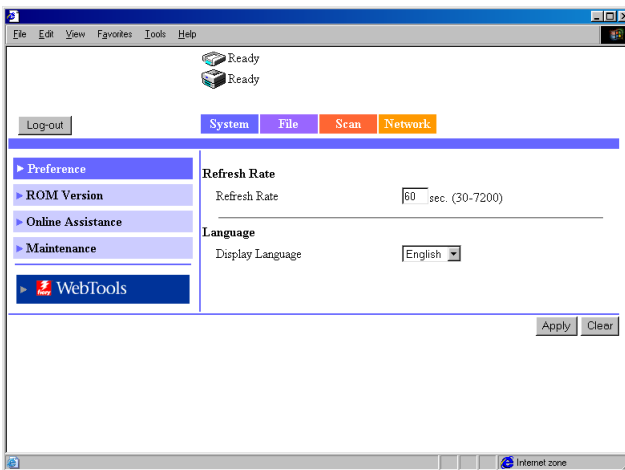 File Edit View Favorites Tools Help
Ready
Ready
Log-out
System File Scan Network
Preference
ROM Version
Online Assistance
Maintenance
fiery WebTools
Refresh Rate
Refresh Rate 60 sec. (30-7200)
Language
Display Language English
Apply Clear
Internet zone